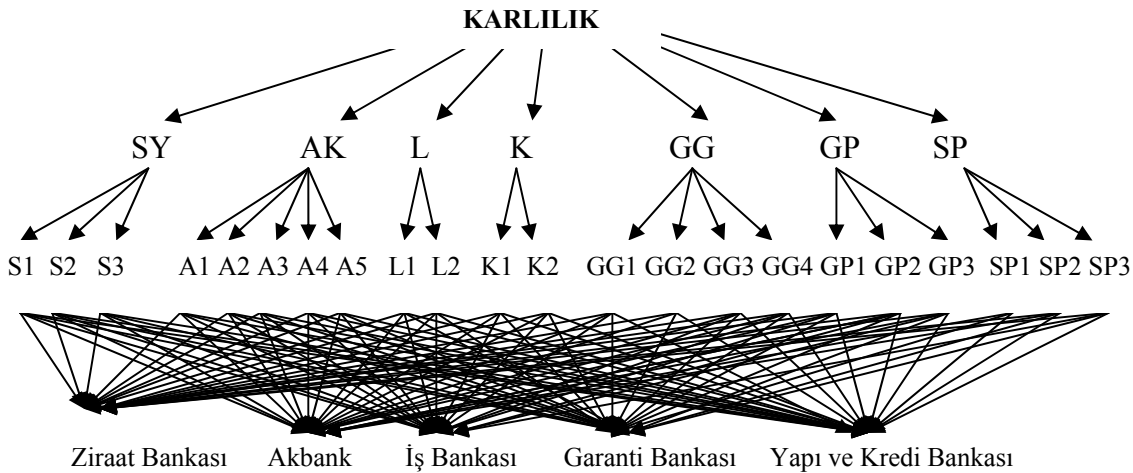 KARLILIK
SY AK L K GG GP SP
S1 S2 S3 A1 A2 A3 A4 A5 L1 L2 K1 K2 GG1 GG2 GG3 GG4 GP1 GP2 GP3 SP1 SP2 SP3
Ziraat Bankası Akbank İş Bankası Garanti Bankası Yapı ve Kredi Bankası